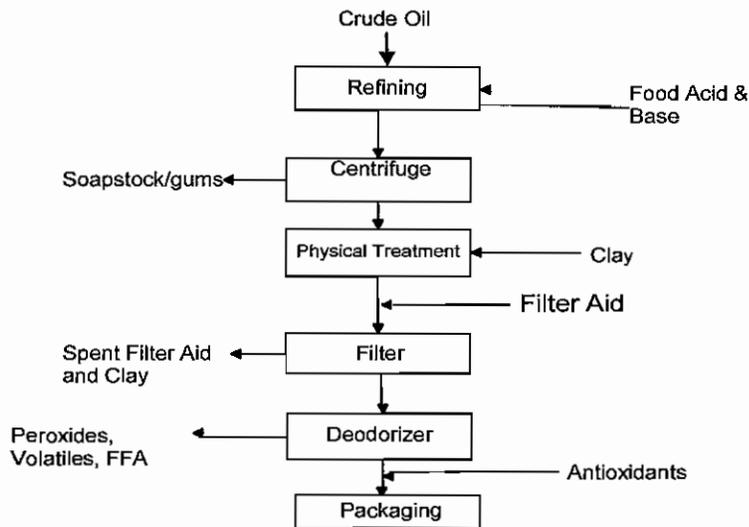 Crude Oil
Refining
Food Acid &
Base
Centrifuge
Soapstock/gums
Physical Treatment
Clay
Filter Aid
Filter
Spent Filter Aid
and Clay
Deodorizer
Peroxides,
Volatiles, FFA
Antioxidants
Packaging